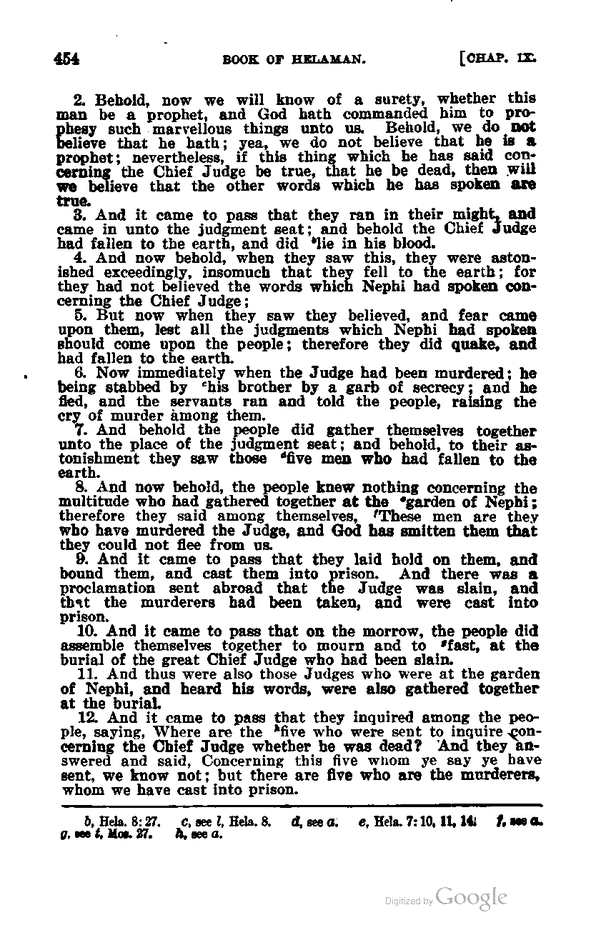 454 BOOK OF HELAMAN. [CHAP. IX.
2. Behold, now we will know of a surety, whether this
man be a prophet, and God hath commanded him to pro-
phesy such marvellous things unto us. Behold, we do not
believe that he hath; yea, we do not believe that he is a
prophet; nevertheless, if this thing which he has said con-
cerning the Chief Judge be true, that he be dead, then will
we believe that the other words which he has spoken are
true.
3. And it came to pass that they ran in their might, and
came in unto the judgment seat; and behold the Chief Judge
had fallen to the earth, and did ᵇlie in his blood.
4. And now behold, when they saw this, they were aston-
ished exceedingly, insomuch that they fell to the earth; for
they had not believed the words which Nephi had spoken con-
cerning the Chief Judge;
5. But now when they saw they believed, and fear came
upon them, lest all the judgments which Nephi had spoken
should come upon the people; therefore they did quake, and
had fallen to the earth.
6. Now immediately when the Judge had been murdered; he
being stabbed by ᶜhis brother by a garb of secrecy; and he
fled, and the servants ran and told the people, raising the
cry of murder among them.
7. And behold the people did gather themselves together
unto the place of the judgment seat; and behold, to their as-
tonishment they saw those ᵈfive men who had fallen to the
earth.
8. And now behold, the people knew nothing concerning the
multitude who had gathered together at the ᵉgarden of Nephi;
therefore they said among themselves, ᶠThese men are they
who have murdered the Judge, and God has smitten them that
they could not flee from us.
9. And it came to pass that they laid hold on them, and
bound them, and cast them into prison. And there was a
proclamation sent abroad that the Judge was slain, and
that the murderers had been taken, and were cast into
prison.
10. And it came to pass that on the morrow, the people did
assemble themselves together to mourn and to ᵍfast, at the
burial of the great Chief Judge who had been slain.
11. And thus were also those Judges who were at the garden
of Nephi, and heard his words, were also gathered together
at the burial.
12. And it came to pass that they inquired among the peo-
ple, saying, Where are the ʰfive who were sent to inquire con-
cerning the Chief Judge whether he was dead? And they an-
swered and said, Concerning this five whom ye say ye have
sent, we know not; but there are five who are the murderers,
whom we have cast into prison.
b, Hela. 8:27. c, see l, Hela. 8. d, see a. e, Hela. 7:10, 11, 14. f, see a.
g, see t, Mos. 27. h, see a.
Digitized by Google